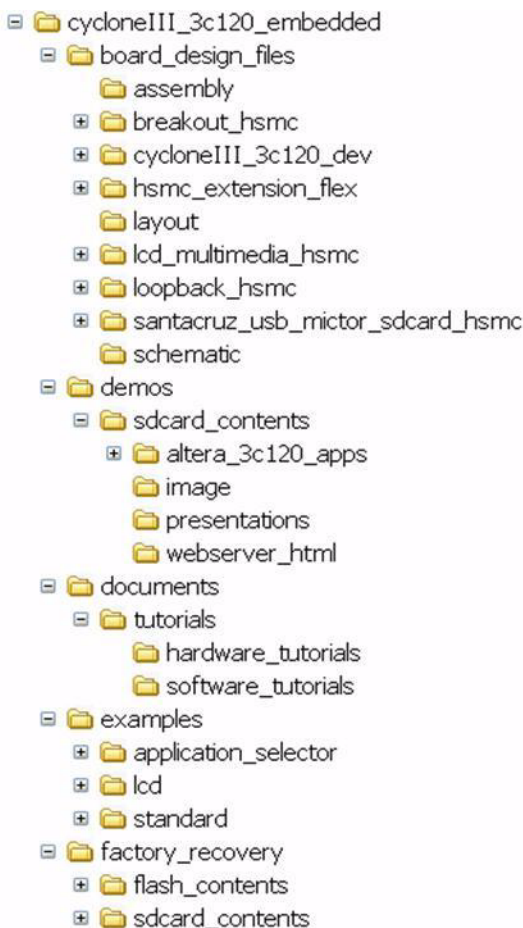 cycloneIII_3c120_embedded
board_design_files
assembly
breakout_hsmc
cycloneIII_3c120_dev
hsmc_extension_flex
layout
lcd_multimedia_hsmc
loopback_hsmc
santacruz_usb_mictor_sdcard_hsmc
schematic
demos
sdcard_contents
altera_3c120_apps
image
presentations
webserver_html
documents
tutorials
hardware_tutorials
software_tutorials
examples
application_selector
lcd
standard
factory_recovery
flash_contents
sdcard_contents